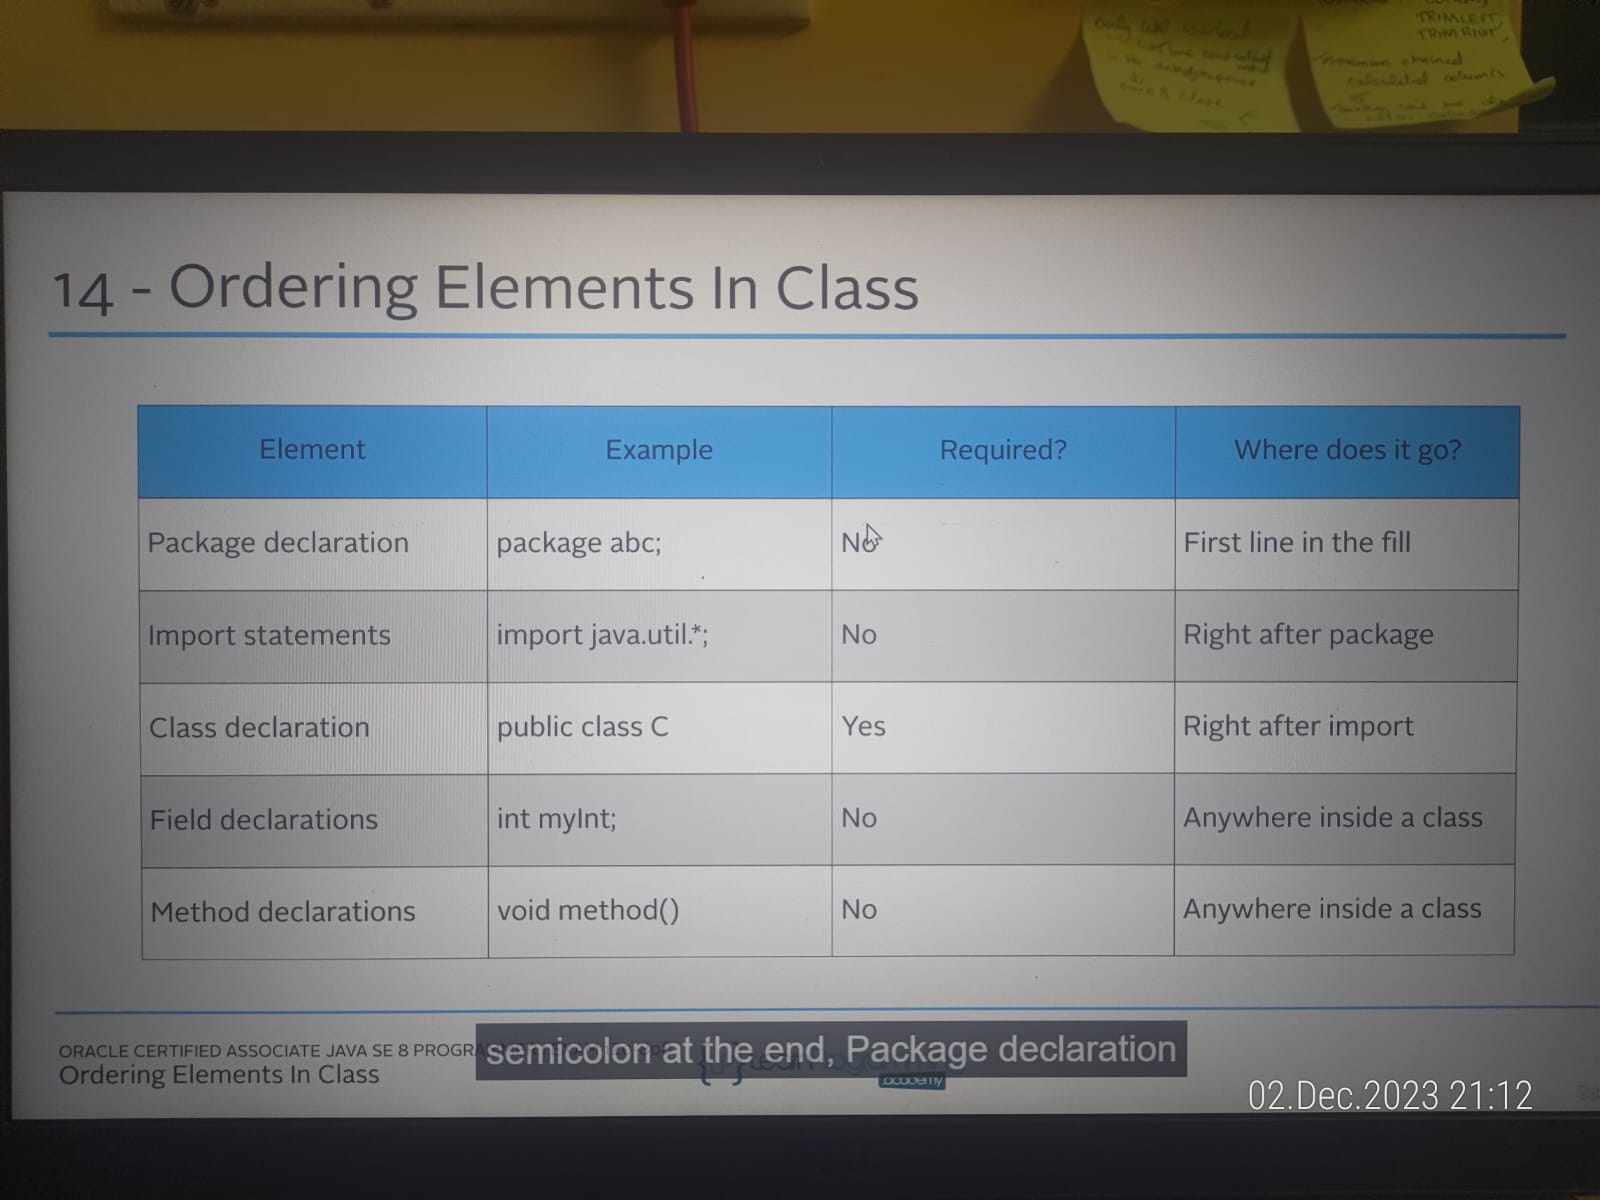 TRIMLEFT,
calculated columns
14 - Ordering Elements In Class
Element Example Required? Where does it go?
Package declaration package abc; No First line in the fill
Import statements import java.util.*; No Right after package
Class declaration public class C Yes Right after import
Field declarations int myInt; No Anywhere inside a class
Method declarations void method() No Anywhere inside a class
ORACLE CERTIFIED ASSOCIATE JAVA SE 8 PROGRA
semicolon at the end, Package declaration
Ordering Elements In Class
academy
02.Dec.2023 21:12